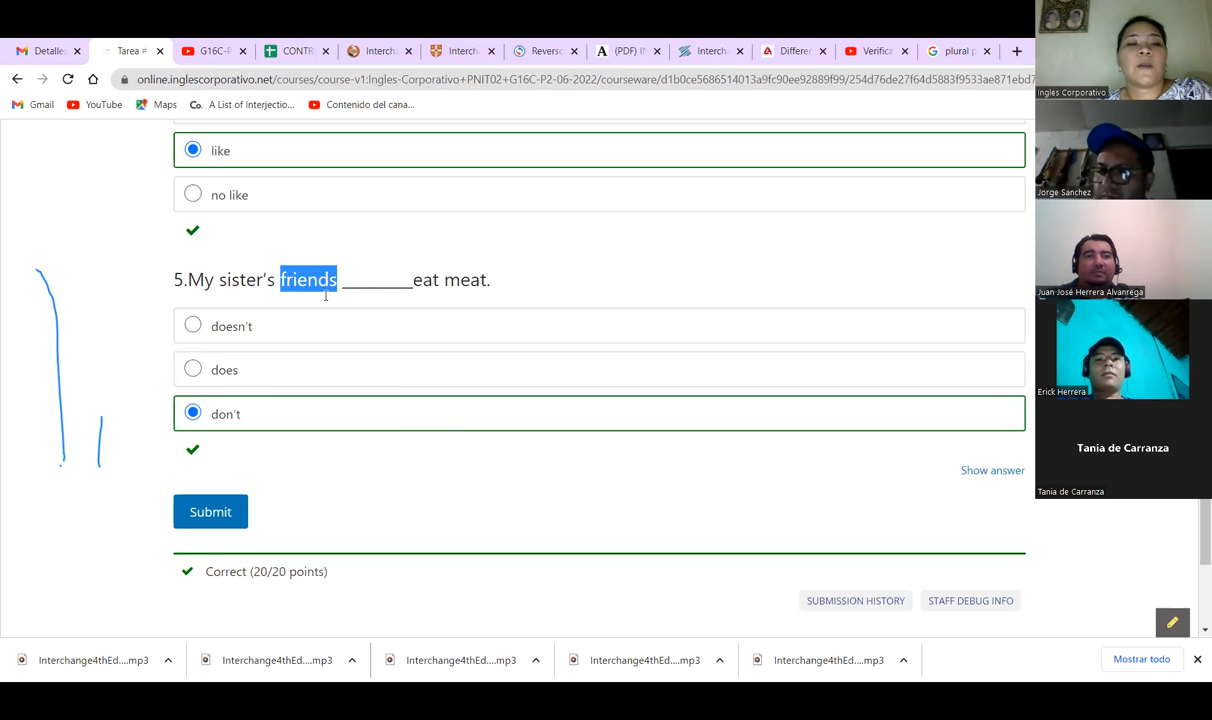 Detalle:
Tarea #
G16C-P
CONTR
Interch
Interch
Revers
(PDF) I
Interch
Differer
Verifica
plural p
online.inglescorporativo.net/courses/course-v1:Ingles-Corporativo+PNIT02+G16C-P2-06-2022/courseware/d1b0ce5686514013a9fc90ee92889f99/254d76de27f64d5883f9533ae871ebd7
Gmail
YouTube
Maps
Co. A List of Interjectio...
Contenido del cana...
like
no like
5.My sister's friends ________eat meat.
doesn't
does
don't
Show answer
Submit
Correct (20/20 points)
SUBMISSION HISTORY
STAFF DEBUG INFO
Interchange4thEd....mp3
Interchange4thEd....mp3
Interchange4thEd....mp3
Interchange4thEd....mp3
Interchange4thEd....mp3
Mostrar todo
Ingles Corporativo
Jorge Sanchez
Juan José Herrera Alvanrega
Erick Herrera
Tania de Carranza
Tania de Carranza